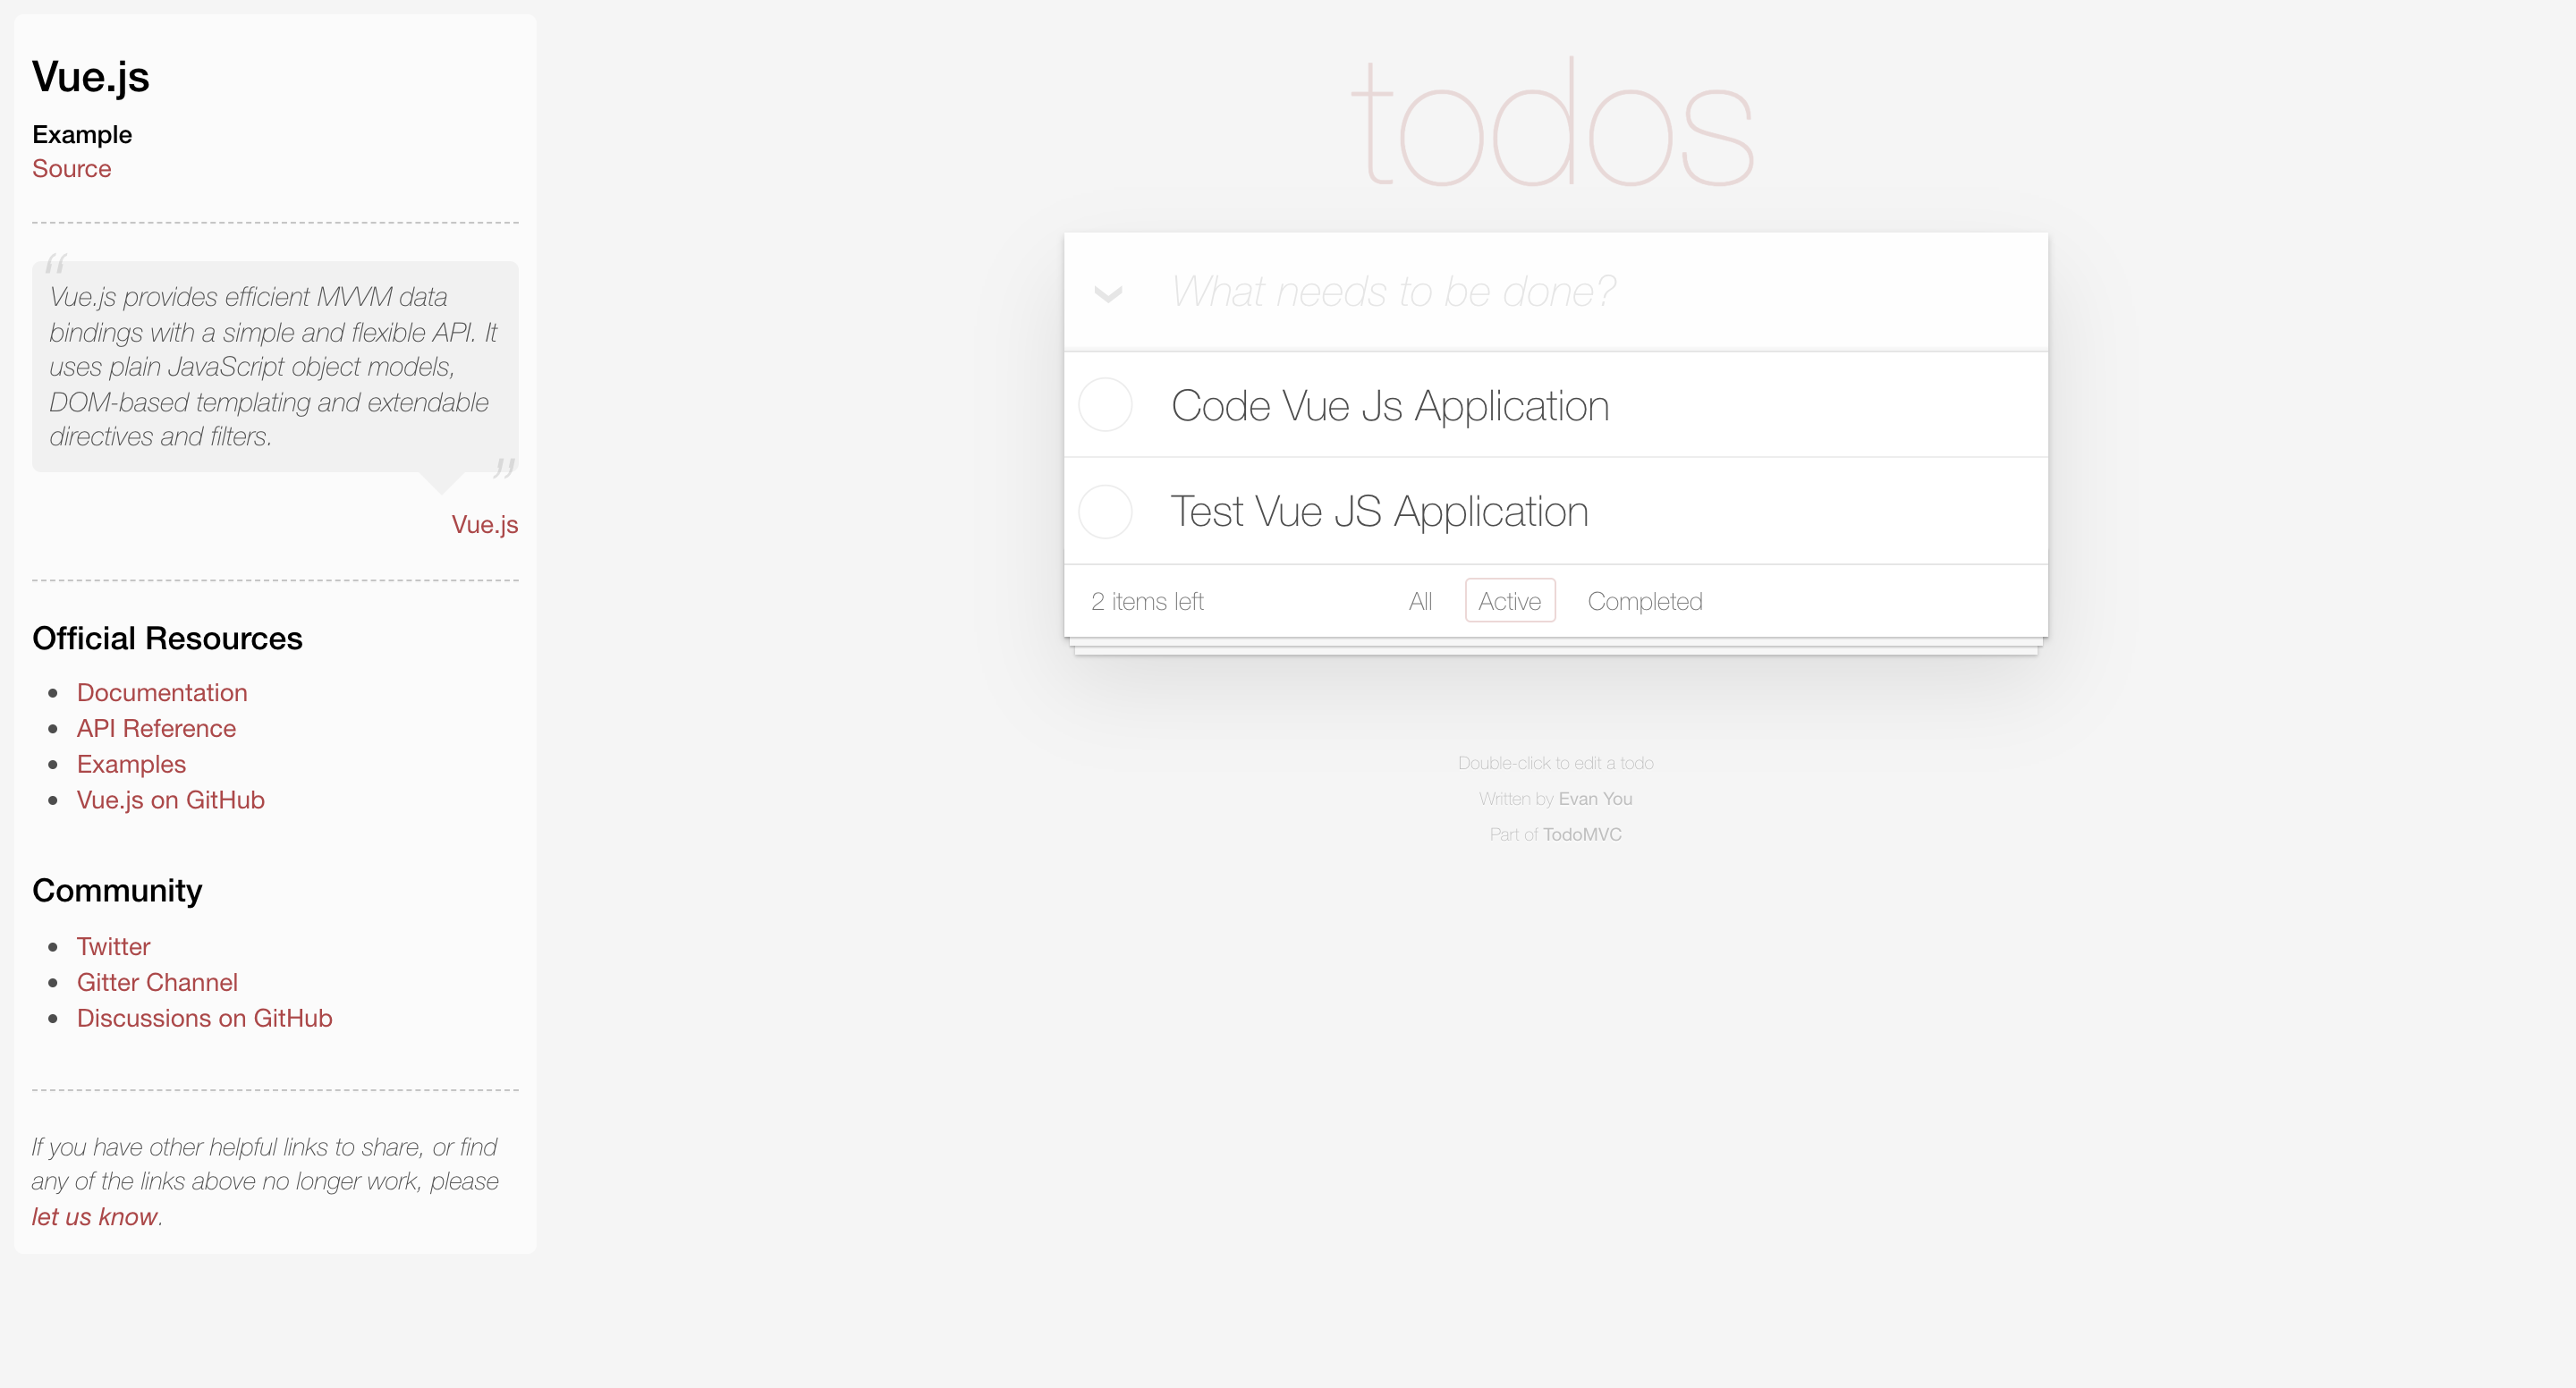 Vue.js
Example
Source
“
Vue.js provides efficient MVVM data
bindings with a simple and flexible API. It
uses plain JavaScript object models,
DOM-based templating and extendable
directives and filters.
”
Vue.js
Official Resources
Documentation
API Reference
Examples
Vue.js on GitHub
Community
Twitter
Gitter Channel
Discussions on GitHub
If you have other helpful links to share, or find
any of the links above no longer work, please
let us know.
todos
What needs to be done?
Code Vue Js Application
Test Vue JS Application
2 items left All Active Completed
Double-click to edit a todo
Written by Evan You
Part of TodoMVC